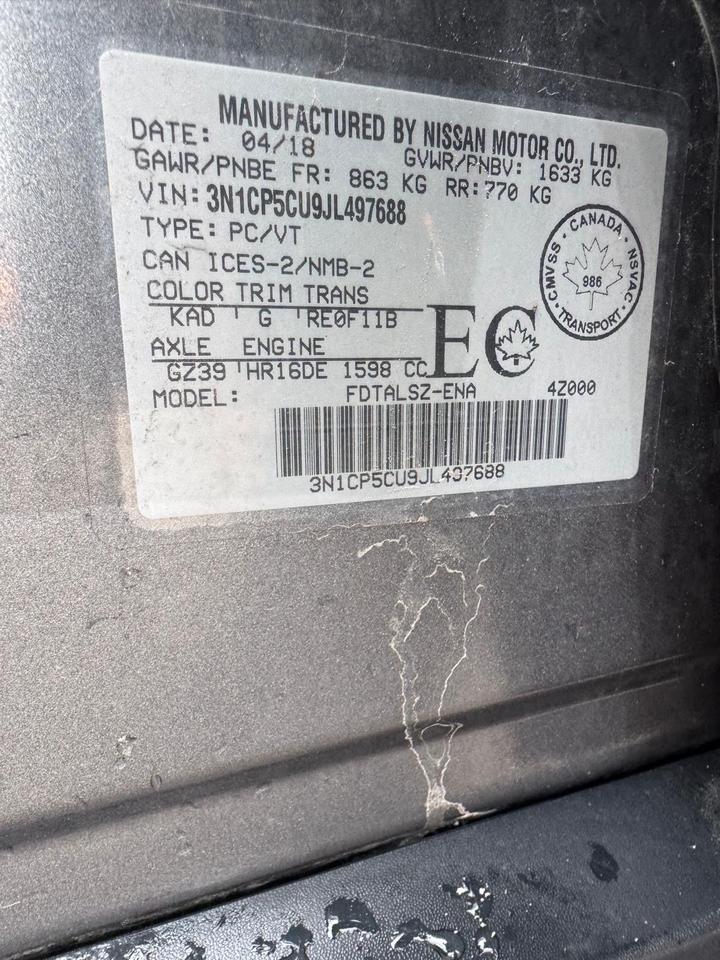 MANUFACTURED BY NISSAN MOTOR CO., LTD.
DATE: 04/18 GVWR/PNBV: 1633 KG
GAWR/PNBE FR: 863 KG RR:770 KG
VIN: 3N1CP5CU9JL497688
TYPE: PC/VT
CAN ICES-2/NMB-2
COLOR TRIM TRANS
KAD G RE0F11B
AXLE ENGINE
GZ39 HR16DE 1598 CC
MODEL: FDTALSZ-ENA 4Z000
3N1CP5CU9JL497688
EC
CANADA
CMVSS NSVAC
986
TRANSPORT